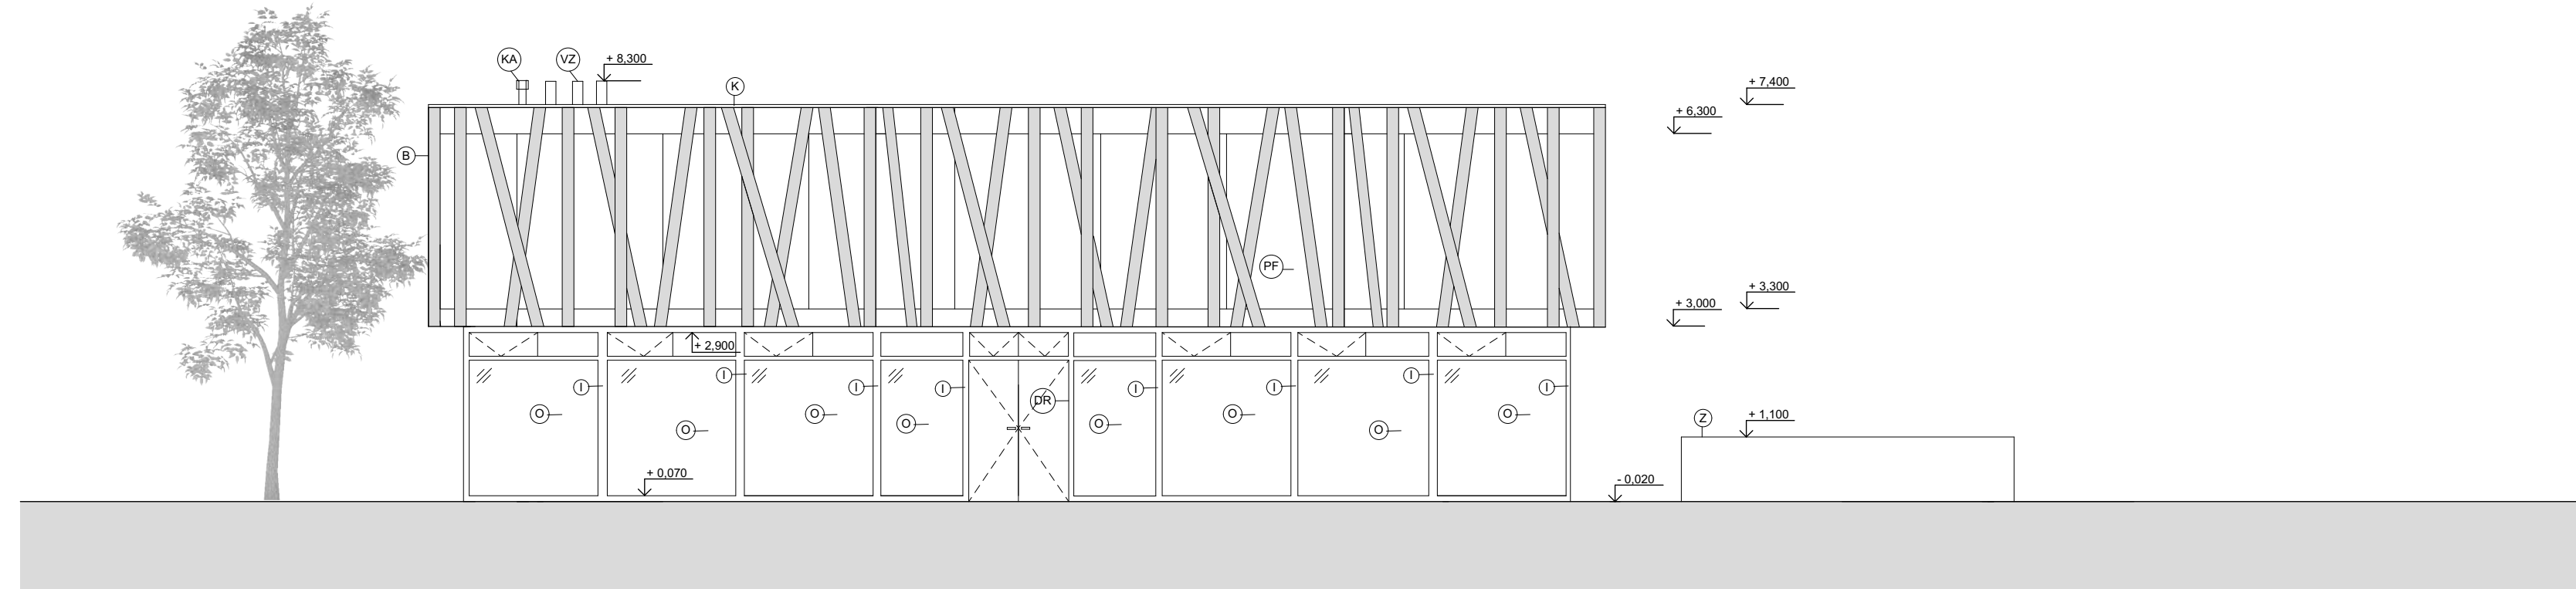 KA
VZ
+ 8,300
K
+ 7,400
+ 6,300
B
PF
+ 3,300
+ 3,000
+ 2,900
I
I
I
I
I
I
I
I
DR
O
O
O
O
O
O
O
O
Z
+ 1,100
+ 0,070
- 0,020